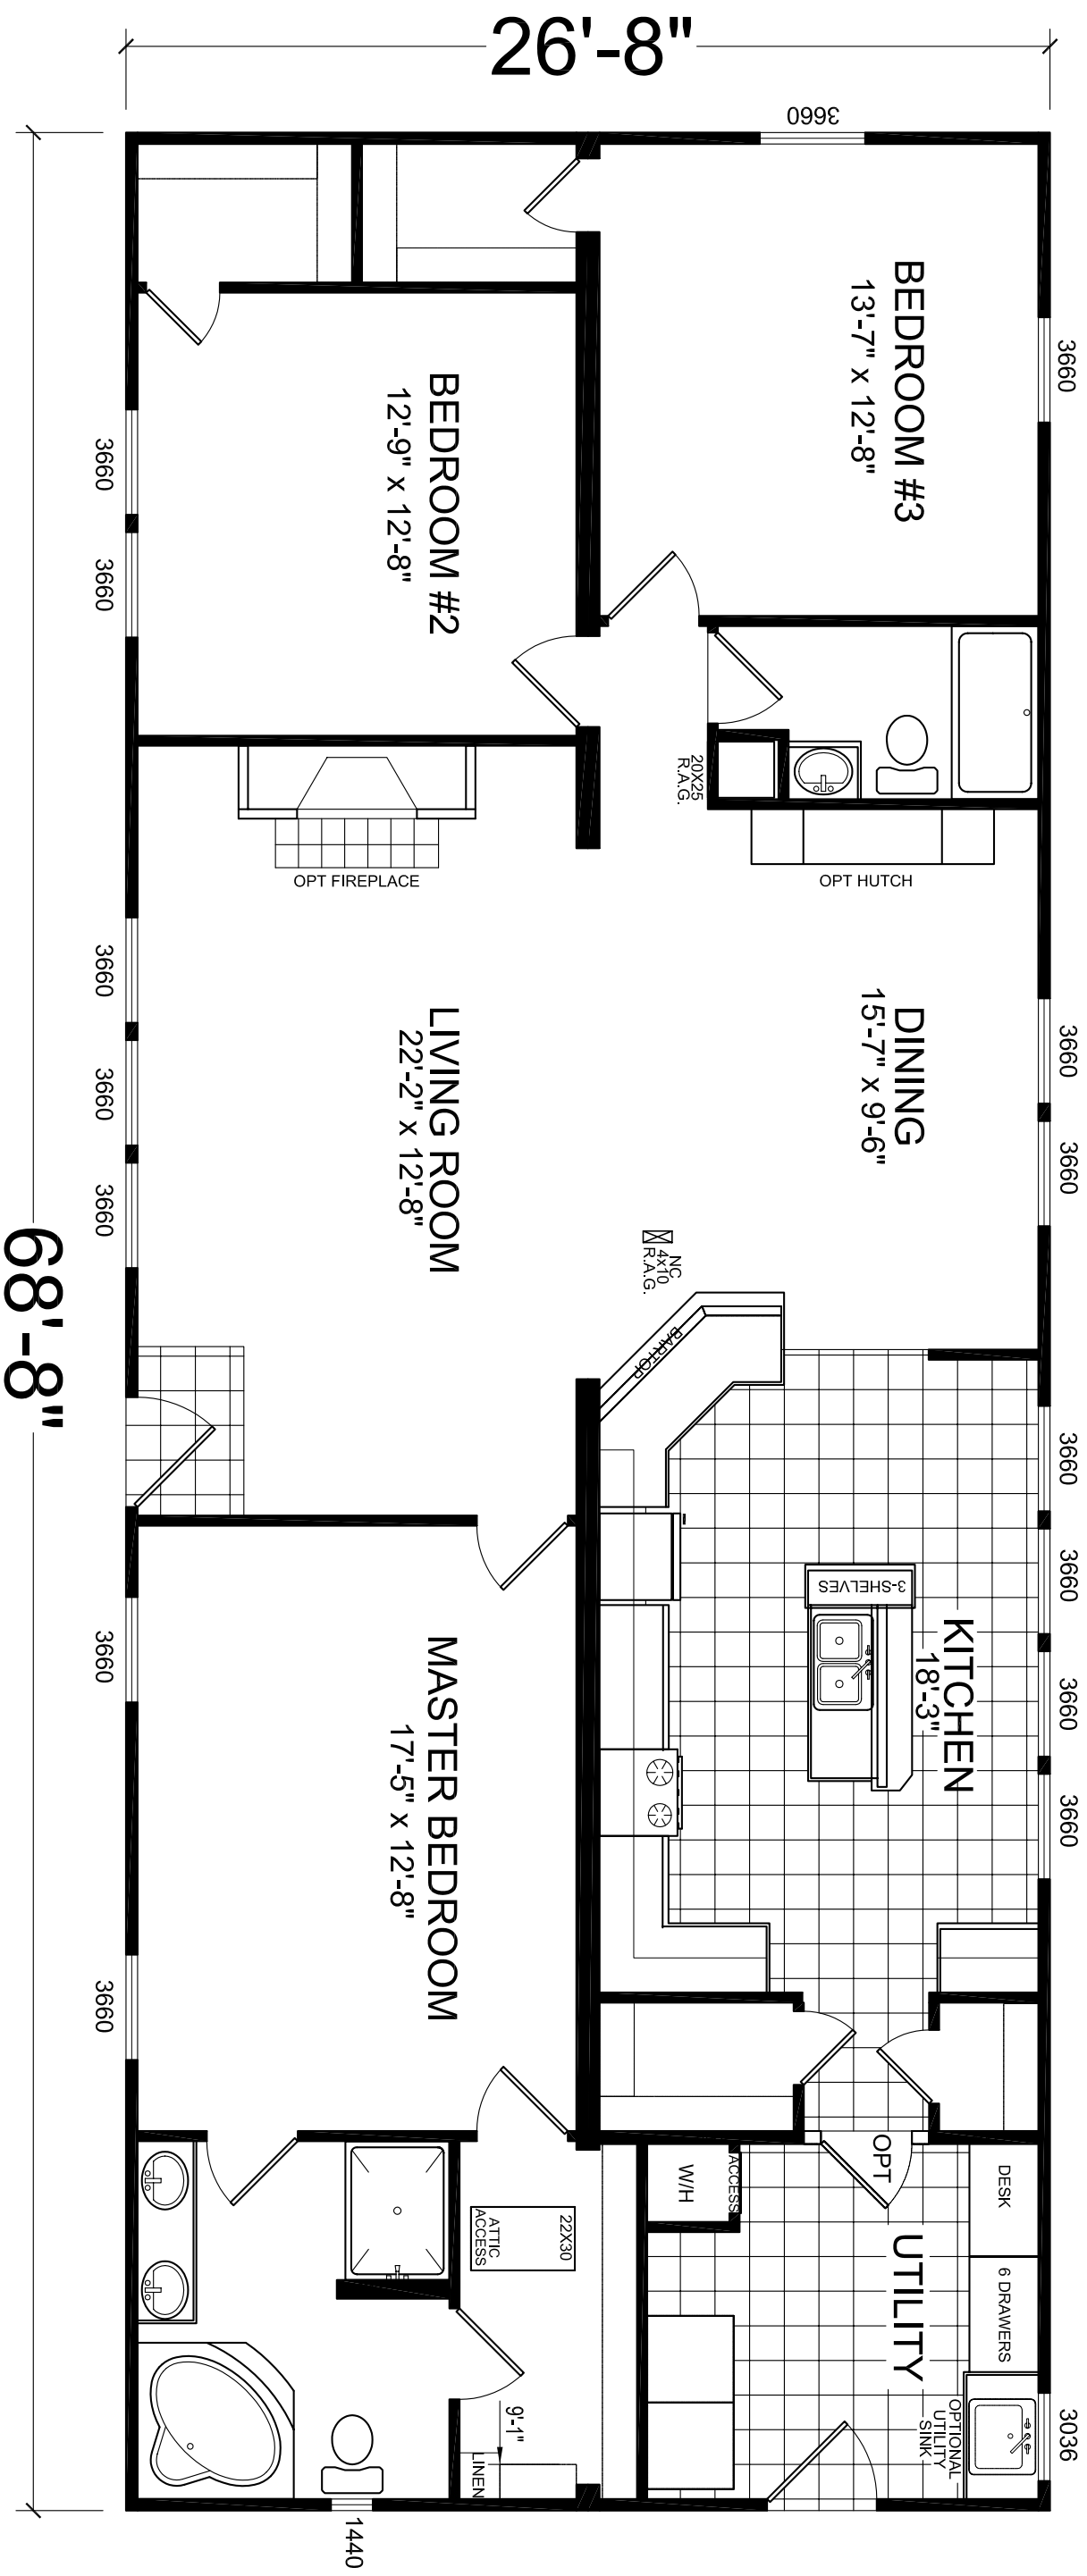 26'-8"
68'-8"
3660
3660
BEDROOM #3
13'-7" x 12'-8"
BEDROOM #2
12'-9" x 12'-8"
3660
3660
20X25
R.A.G.
OPT FIREPLACE
OPT HUTCH
DINING
15'-7" x 9'-6"
3660
3660
LIVING ROOM
22'-2" x 12'-8"
3660
3660
3660
NC
4x10
R.A.G.
BARTOP
3660
3660
3660
3660
3-SHELVES
KITCHEN
18'-3"
MASTER BEDROOM
17'-5" x 12'-8"
3660
3660
OPT
DESK
W/H
ACCESS
22X30
ATTIC
ACCESS
UTILITY
6 DRAWERS
OPTIONAL
UTILITY
SINK
3036
9'-1"
LINEN
1440